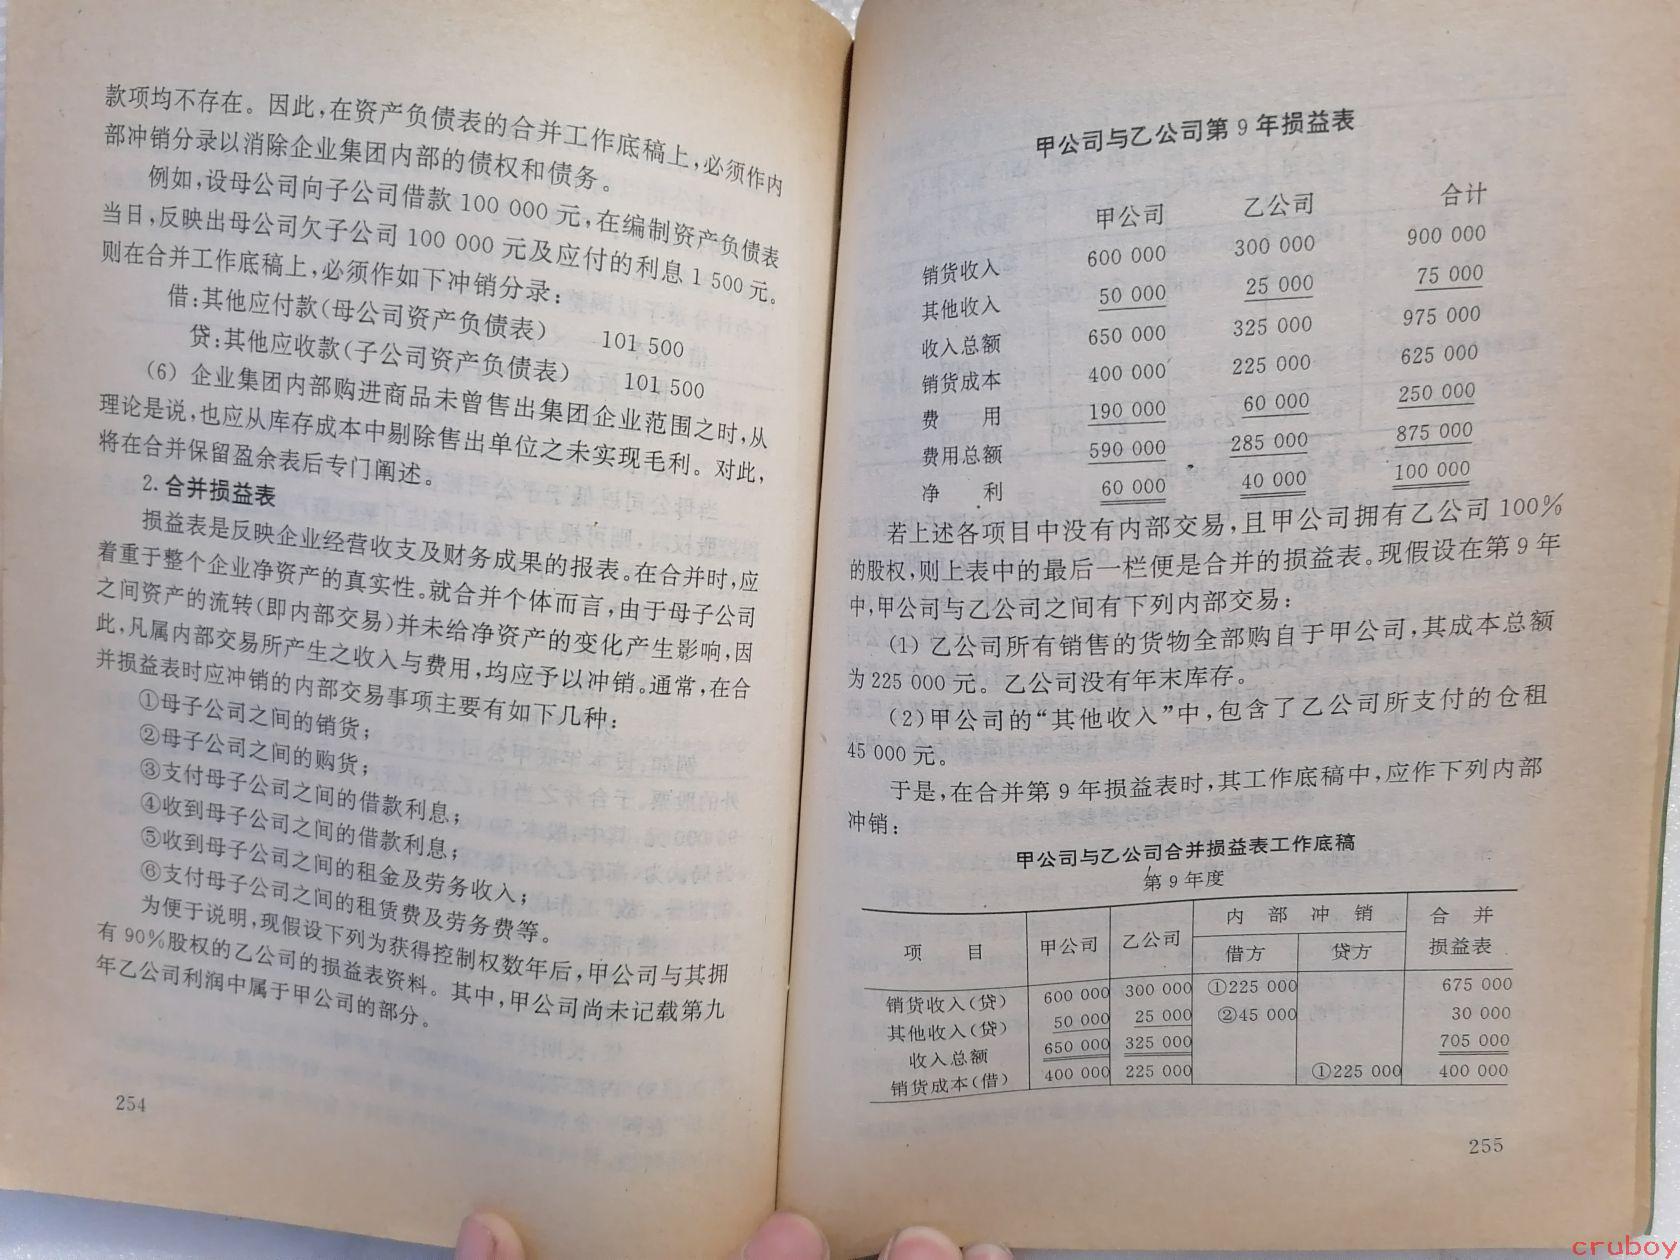 款项均不存在。因此,在资产负债表的合并工作底稿上,必须作内
部冲销分录以消除企业集团内部的债权和债务。
例如,设母公司向子公司借款 100 000 元,在编制资产负债表
当日,反映出母公司欠子公司 100 000 元及应付的利息 1 500 元。
则在合并工作底稿上,必须作如下冲销分录:
借:其他应付款(母公司资产负债表) 101 500
贷:其他应收款(子公司资产负债表) 101 500
(6) 企业集团内部购进商品未曾售出集团企业范围之时,从
理论是说,也应从库存成本中剔除售出单位之未实现毛利。对此,
将在合并保留盈余表后专门阐述。
2. 合并损益表
损益表是反映企业经营收支及财务成果的报表。在合并时,应
着重于整个企业净资产的真实性。就合并个体而言,由于母子公司
之间资产的流转(即内部交易)并未给净资产的变化产生影响,因
此,凡属内部交易所产生之收入与费用,均应予以冲销。通常,在合
并损益表时应冲销的内部交易事项主要有如下几种:
①母子公司之间的销货;
②母子公司之间的购货;
③支付母子公司之间的借款利息;
④收到母子公司之间的借款利息;
⑤收到母子公司之间的租金及劳务收入;
⑥支付母子公司之间的租赁费及劳务费等。
为便于说明,现假设下列为获得控制权数年后,甲公司与其拥
有 90%股权的乙公司的损益表资料。其中,甲公司尚未记载第九
年乙公司利润中属于甲公司的部分。
254
甲公司与乙公司第 9 年损益表
甲公司 乙公司 合计
销货收入 600 000 300 000 900 000
其他收入 50 000 25 000 75 000
收入总额 650 000 325 000 975 000
销货成本 400 000 225 000 625 000
费 用 190 000 60 000 250 000
费用总额 590 000 285 000 875 000
净 利 60 000 40 000 100 000
若上述各项目中没有内部交易,且甲公司拥有乙公司 100%
的股权,则上表中的最后一栏便是合并的损益表。现假设在第 9 年
中,甲公司与乙公司之间有下列内部交易:
(1) 乙公司所有销售的货物全部购自于甲公司,其成本总额
为 225 000 元。乙公司没有年末库存。
(2)甲公司的“其他收入”中,包含了乙公司所支付的仓租
45 000 元。
于是,在合并第 9 年损益表时,其工作底稿中,应作下列内部
冲销:
甲公司与乙公司合并损益表工作底稿
第 9 年度
项 目 甲公司 乙公司 内 部 冲 销 合 并
借方 贷方 损益表
销货收入(贷) 600 000 300 000 ①225 000 675 000
其他收入(贷) 50 000 25 000 ②45 000 30 000
收入总额 650 000 325 000 705 000
销货成本(借) 400 000 225 000 ①225 000 400 000
255
cruboy